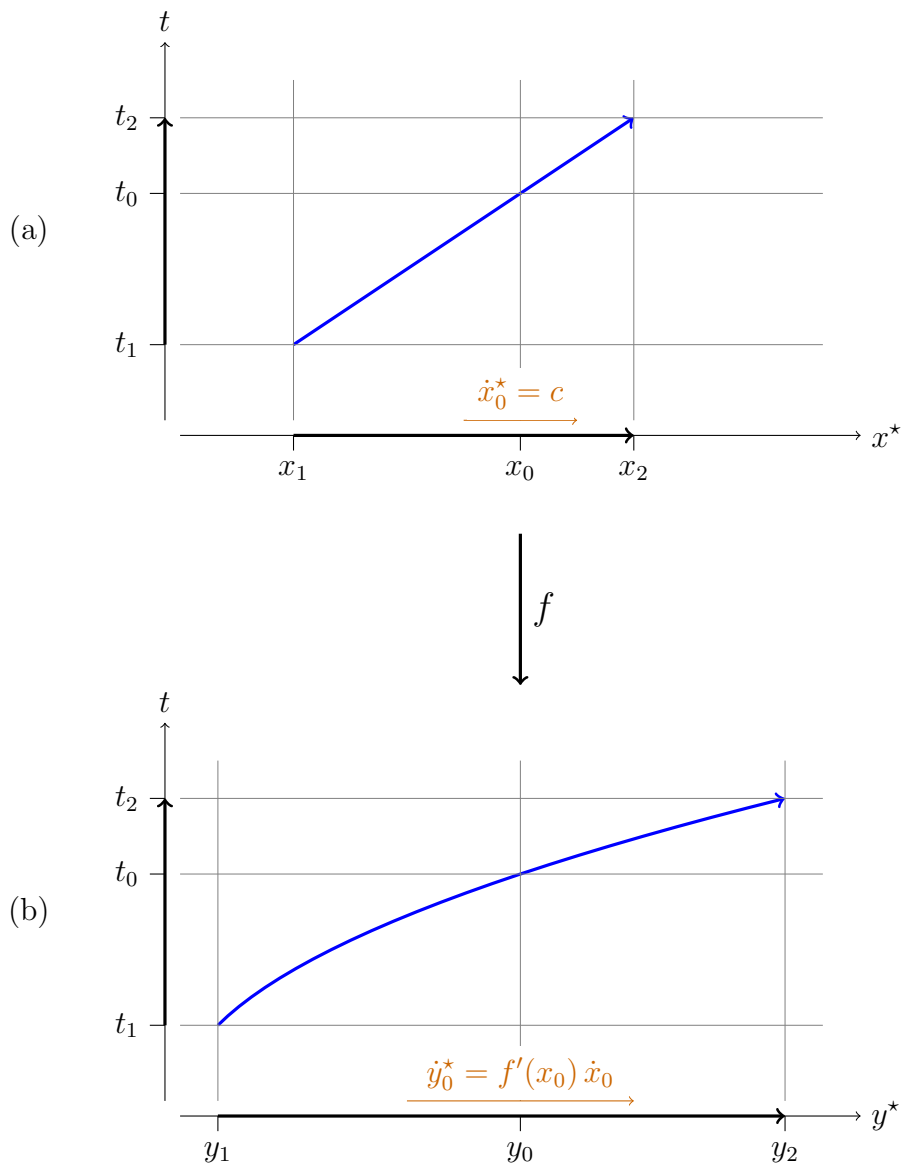 t
t₂
t₀
(a)
t₁
ẋ₀⋆ = c
x⋆
x₁ x₀ x₂
f
t
t₂
t₀
(b)
t₁
ẏ₀⋆ = f′(x₀) ẋ₀
y⋆
y₁ y₀ y₂